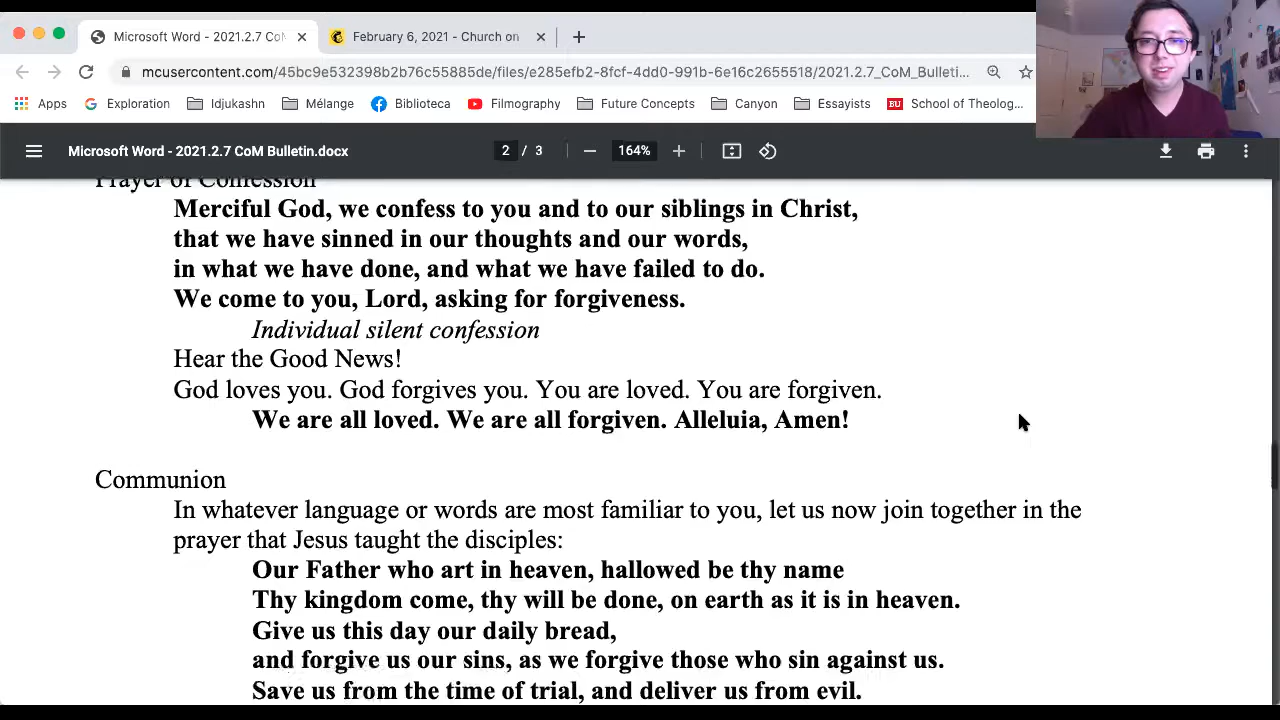 Microsoft Word - 2021.2.7 Co
February 6, 2021 - Church on
mcusercontent.com/45bc9e532398b2b76c5536dde/files/e285efb2-8fcf-4dd0-991b-6e16c2655518/2021.2.7_CoM_Bulletin...
Apps Exploration Idjukashn Mélange Biblioteca Filmography Future Concepts Canyon Essayists BU School of Theolog...
Microsoft Word - 2021.2.7 CoM Bulletin.docx 2 / 3 164%
Prayer of Confession
Merciful God, we confess to you and to our siblings in Christ,
that we have sinned in our thoughts and our words,
in what we have done, and what we have failed to do.
We come to you, Lord, asking for forgiveness.
Individual silent confession
Hear the Good News!
God loves you. God forgives you. You are loved. You are forgiven.
We are all loved. We are all forgiven. Alleluia, Amen!
Communion
In whatever language or words are most familiar to you, let us now join together in the
prayer that Jesus taught the disciples:
Our Father who art in heaven, hallowed be thy name
Thy kingdom come, thy will be done, on earth as it is in heaven.
Give us this day our daily bread,
and forgive us our sins, as we forgive those who sin against us.
Save us from the time of trial, and deliver us from evil.